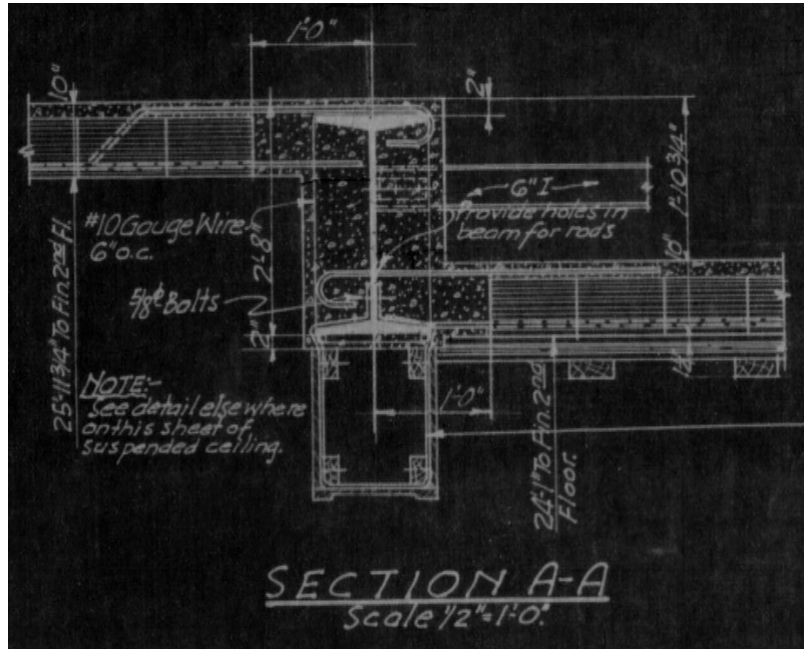 1'-0"
2"
10"
6" I
Provide holes in
beam for rods
1'-10 3/4"
#10 Gauge Wire
6" o.c.
2'-8"
10"
5/8"ø Bolts
2"
25'-11 3/4" To Fin. 2nd Fl.
NOTE:-
See detail elsewhere
on this sheet of
suspended ceiling.
1'-0"
24'-1" To Fin. 2nd
Floor.
SECTION A-A
Scale 1/2"=1'-0".